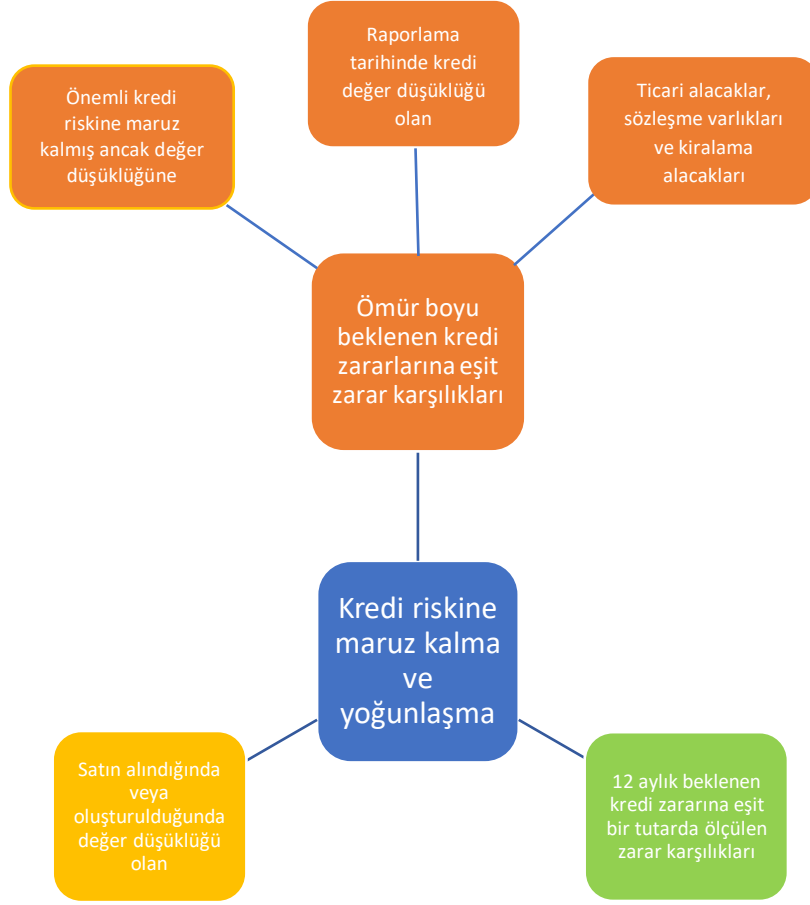 Raporlama
tarihinde kredi
değer düşüklüğü
olan
Önemli kredi
riskine maruz
kalmış ancak değer
düşüklüğüne
Ticari alacaklar,
sözleşme varlıkları
ve kiralama
alacakları
Ömür boyu
beklenen kredi
zararlarına eşit
zarar karşılıkları
Kredi riskine
maruz kalma
ve
yoğunlaşma
Satın alındığında
veya
oluşturulduğunda
değer düşüklüğü
olan
12 aylık beklenen
kredi zararına eşit
bir tutarda ölçülen
zarar karşılıkları